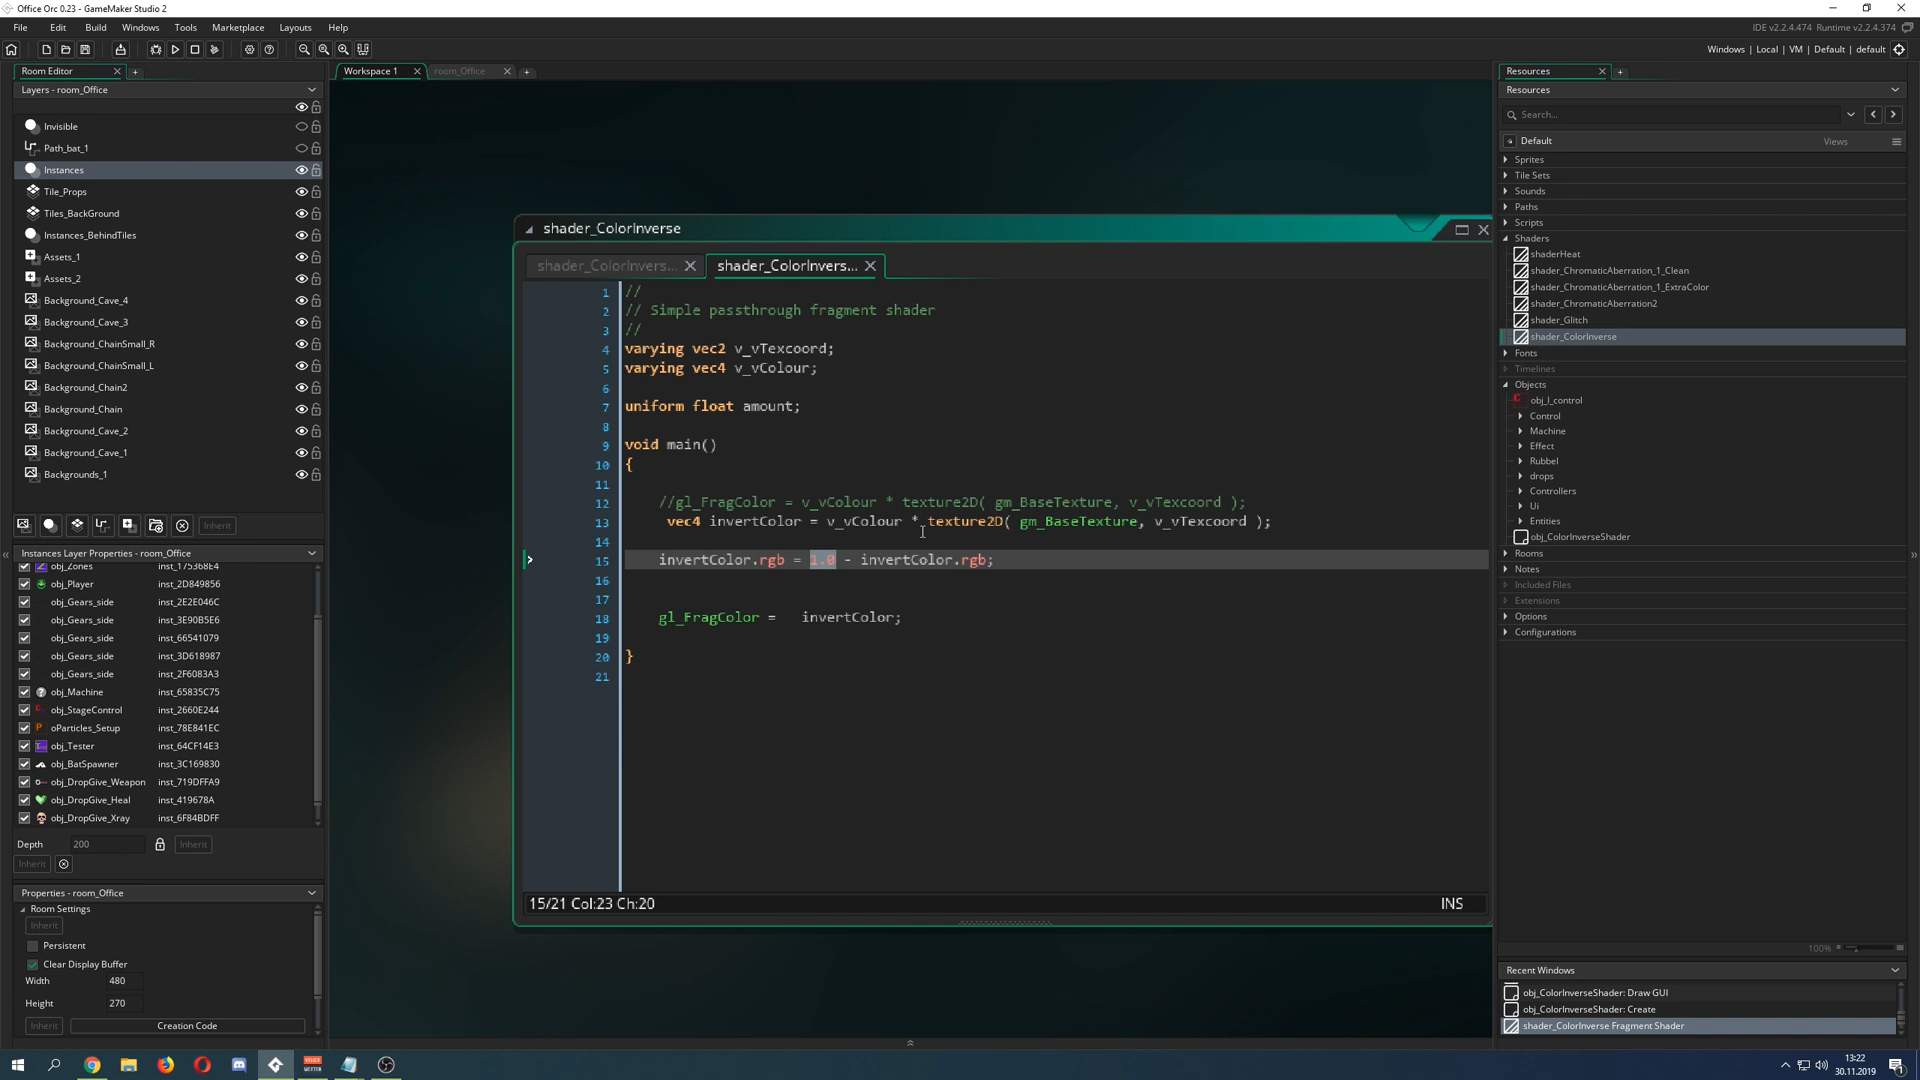 Office Orc 0.23 - GameMaker Studio 2
File Edit Build Windows Tools Marketplace Layouts Help
IDE v2.2.4.474 Runtime v2.2.4.374
Windows | Local | VM | Default | default
Room Editor
Layers - room_Office
Invisible
Path_bat_1
Instances
Tile_Props
Tiles_BackGround
Instances_BehindTiles
Assets_1
Assets_2
Background_Cave_4
Background_Cave_3
Background_ChainSmall_R
Background_ChainSmall_L
Background_Chain2
Background_Chain
Background_Cave_2
Background_Cave_1
Backgrounds_1
Inherit
Instances Layer Properties - room_Office
obj_Zones inst_175368E4
obj_Player inst_2D849856
obj_Gears_side inst_2E2E046C
obj_Gears_side inst_3E90B5E6
obj_Gears_side inst_66541079
obj_Gears_side inst_3D618987
obj_Gears_side inst_2F6083A3
obj_Machine inst_65835C75
obj_StageControl inst_2660E244
oParticles_Setup inst_78E841EC
obj_Tester inst_64CF14E3
obj_BatSpawner inst_3C169830
obj_DropGive_Weapon inst_719DFFA9
obj_DropGive_Heal inst_419678A
obj_DropGive_Xray inst_6F84BDFF
Depth 200 Inherit
Inherit
Properties - room_Office
Room Settings
Inherit
Persistent
Clear Display Buffer
Width 480
Height 270
Inherit Creation Code
Workspace 1 room_Office
shader_ColorInverse
shader_ColorInvers... shader_ColorInvers...
1 //
2 // Simple passthrough fragment shader
3 //
4 varying vec2 v_vTexcoord;
5 varying vec4 v_vColour;
6
7 uniform float amount;
8
9 void main()
10 {
11
12 //gl_FragColor = v_vColour * texture2D( gm_BaseTexture, v_vTexcoord );
13 vec4 invertColor = v_vColour * texture2D( gm_BaseTexture, v_vTexcoord );
14
15 invertColor.rgb = 1.0 - invertColor.rgb;
16
17
18 gl_FragColor = invertColor;
19
20 }
21
15/21 Col:23 Ch:20 INS
Resources
Resources
Search...
Default Views
Sprites
Tile Sets
Sounds
Paths
Scripts
Shaders
shaderHeat
shader_ChromaticAberration_1_Clean
shader_ChromaticAberration_1_ExtraColor
shader_ChromaticAberration2
shader_Glitch
shader_ColorInverse
Fonts
Timelines
Objects
obj_l_control
Control
Machine
Effect
Rubbel
drops
Controllers
Ui
Entities
obj_ColorInverseShader
Rooms
Notes
Included Files
Extensions
Options
Configurations
100%
Recent Windows
obj_ColorInverseShader: Draw GUI
obj_ColorInverseShader: Create
shader_ColorInverse Fragment Shader
13:22
30.11.2019